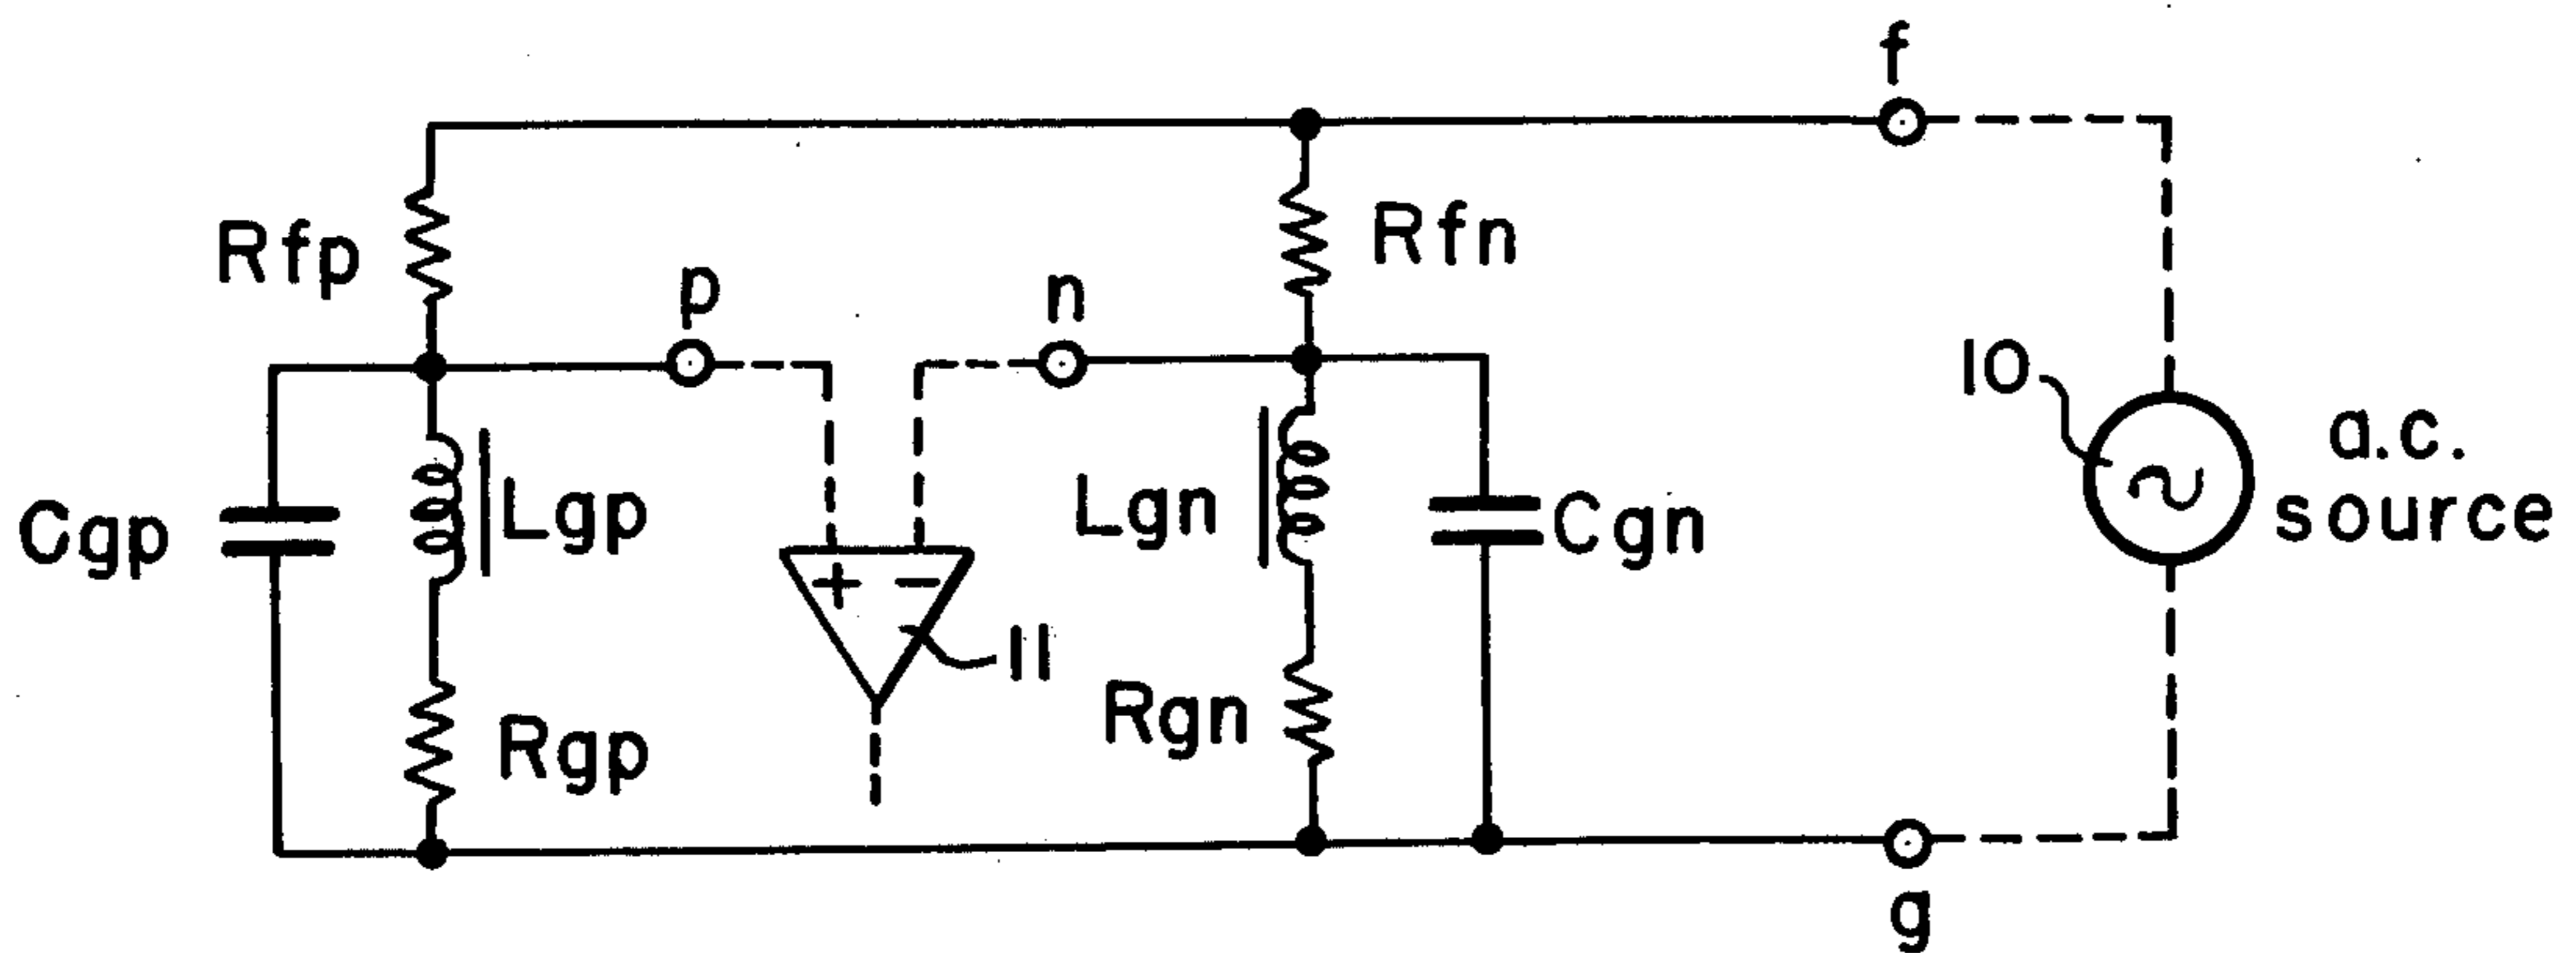 f
Rfp
Rfn
p
n
10
a.c.
source
Cgp
Lgp
Lgn
Cgn
+ −
11
Rgp
Rgn
g